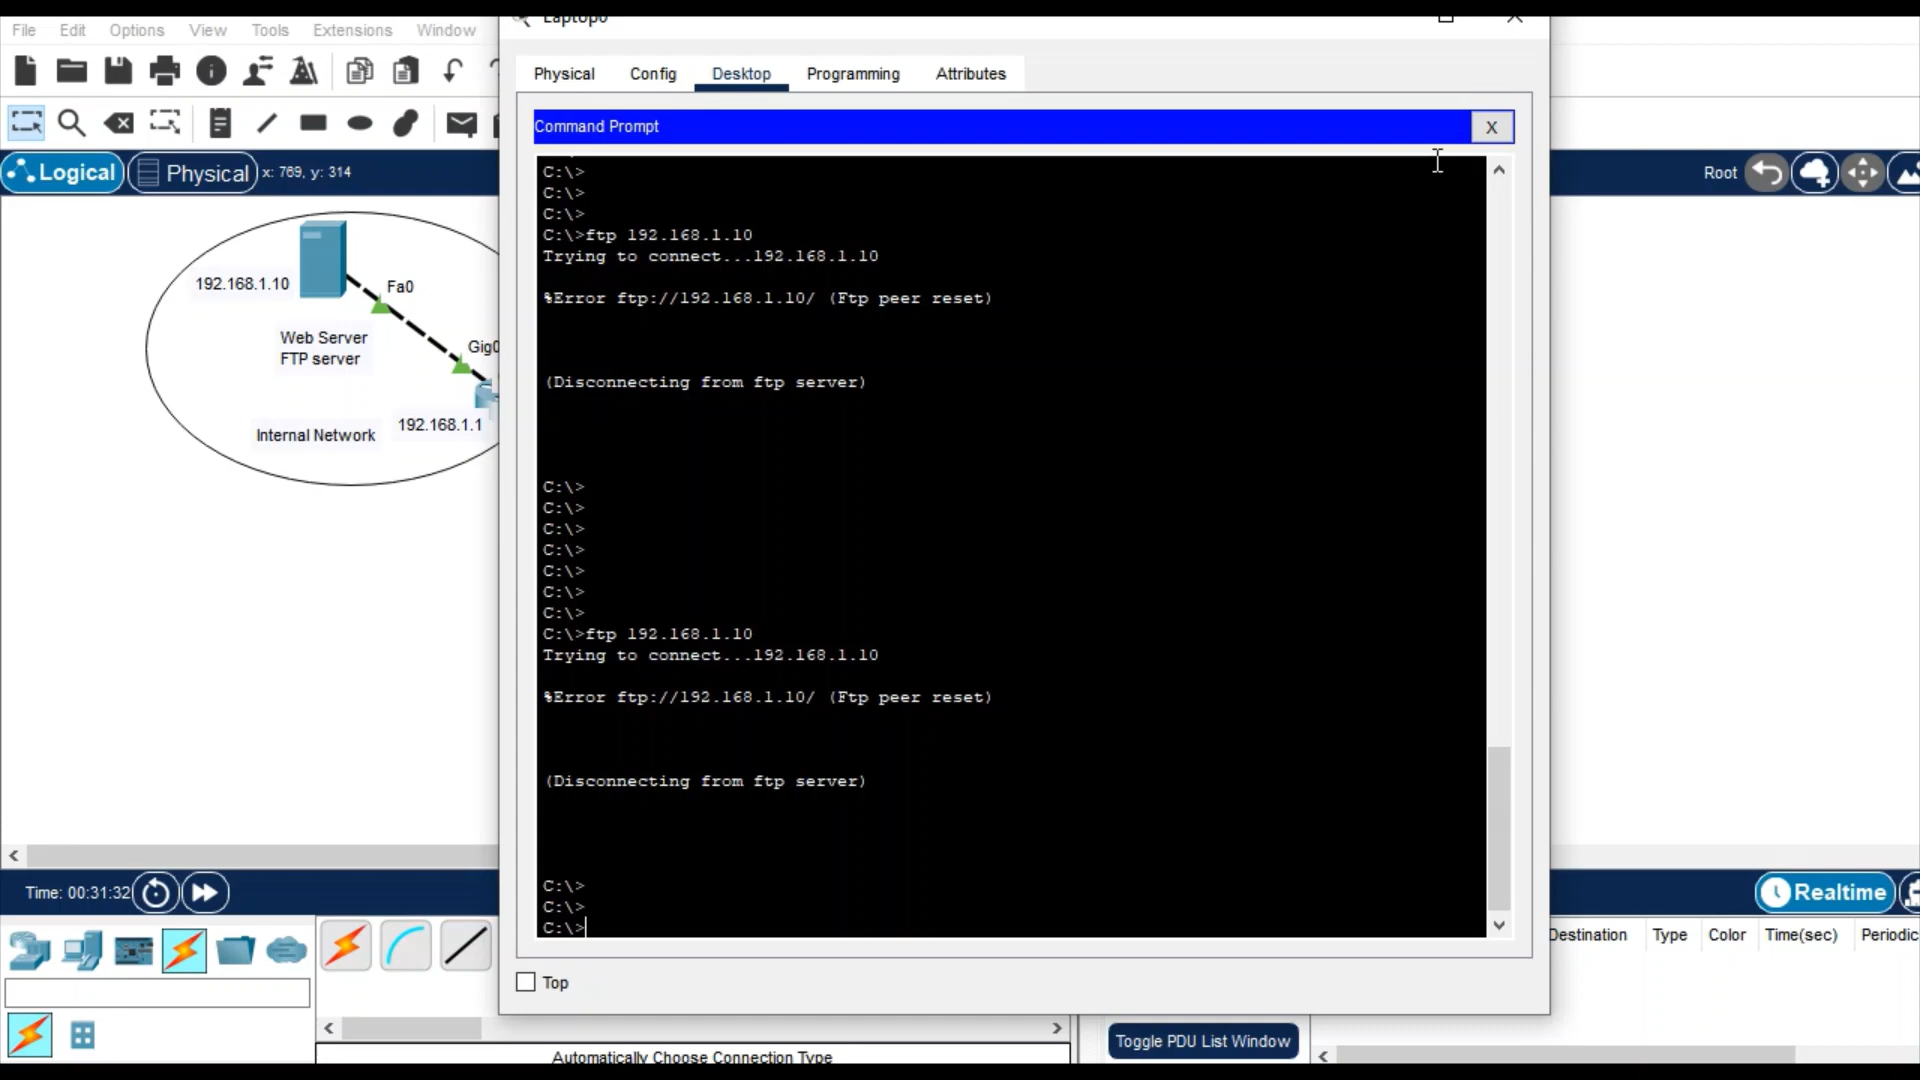 Laptop0
File Edit Options View Tools Extensions Window
Physical Config Desktop Programming Attributes
Command Prompt X
Logical Physical x: 769, y: 314
Root
C:\>
C:\>
C:\>
C:\>ftp 192.168.1.10
Trying to connect...192.168.1.10
%Error ftp://192.168.1.10/ (Ftp peer reset)
(Disconnecting from ftp server)
C:\>
C:\>
C:\>
C:\>
C:\>
C:\>
C:\>
C:\>ftp 192.168.1.10
Trying to connect...192.168.1.10
%Error ftp://192.168.1.10/ (Ftp peer reset)
(Disconnecting from ftp server)
C:\>
C:\>
C:\>
192.168.1.10
Fa0
Web Server
FTP server
Gig0
Internal Network
192.168.1.1
Time: 00:31:32
Realtime
Destination Type Color Time(sec) Periodic
Top
Toggle PDU List Window
Automatically Choose Connection Type